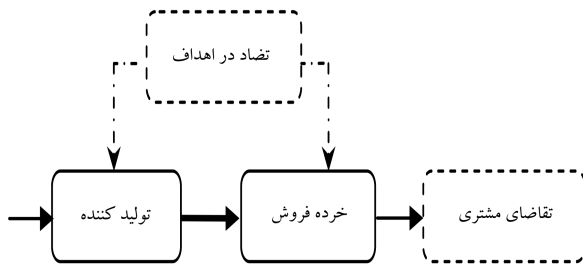 تضاد در اهداف
تولید کننده
خرده فروش
تقاضای مشتری